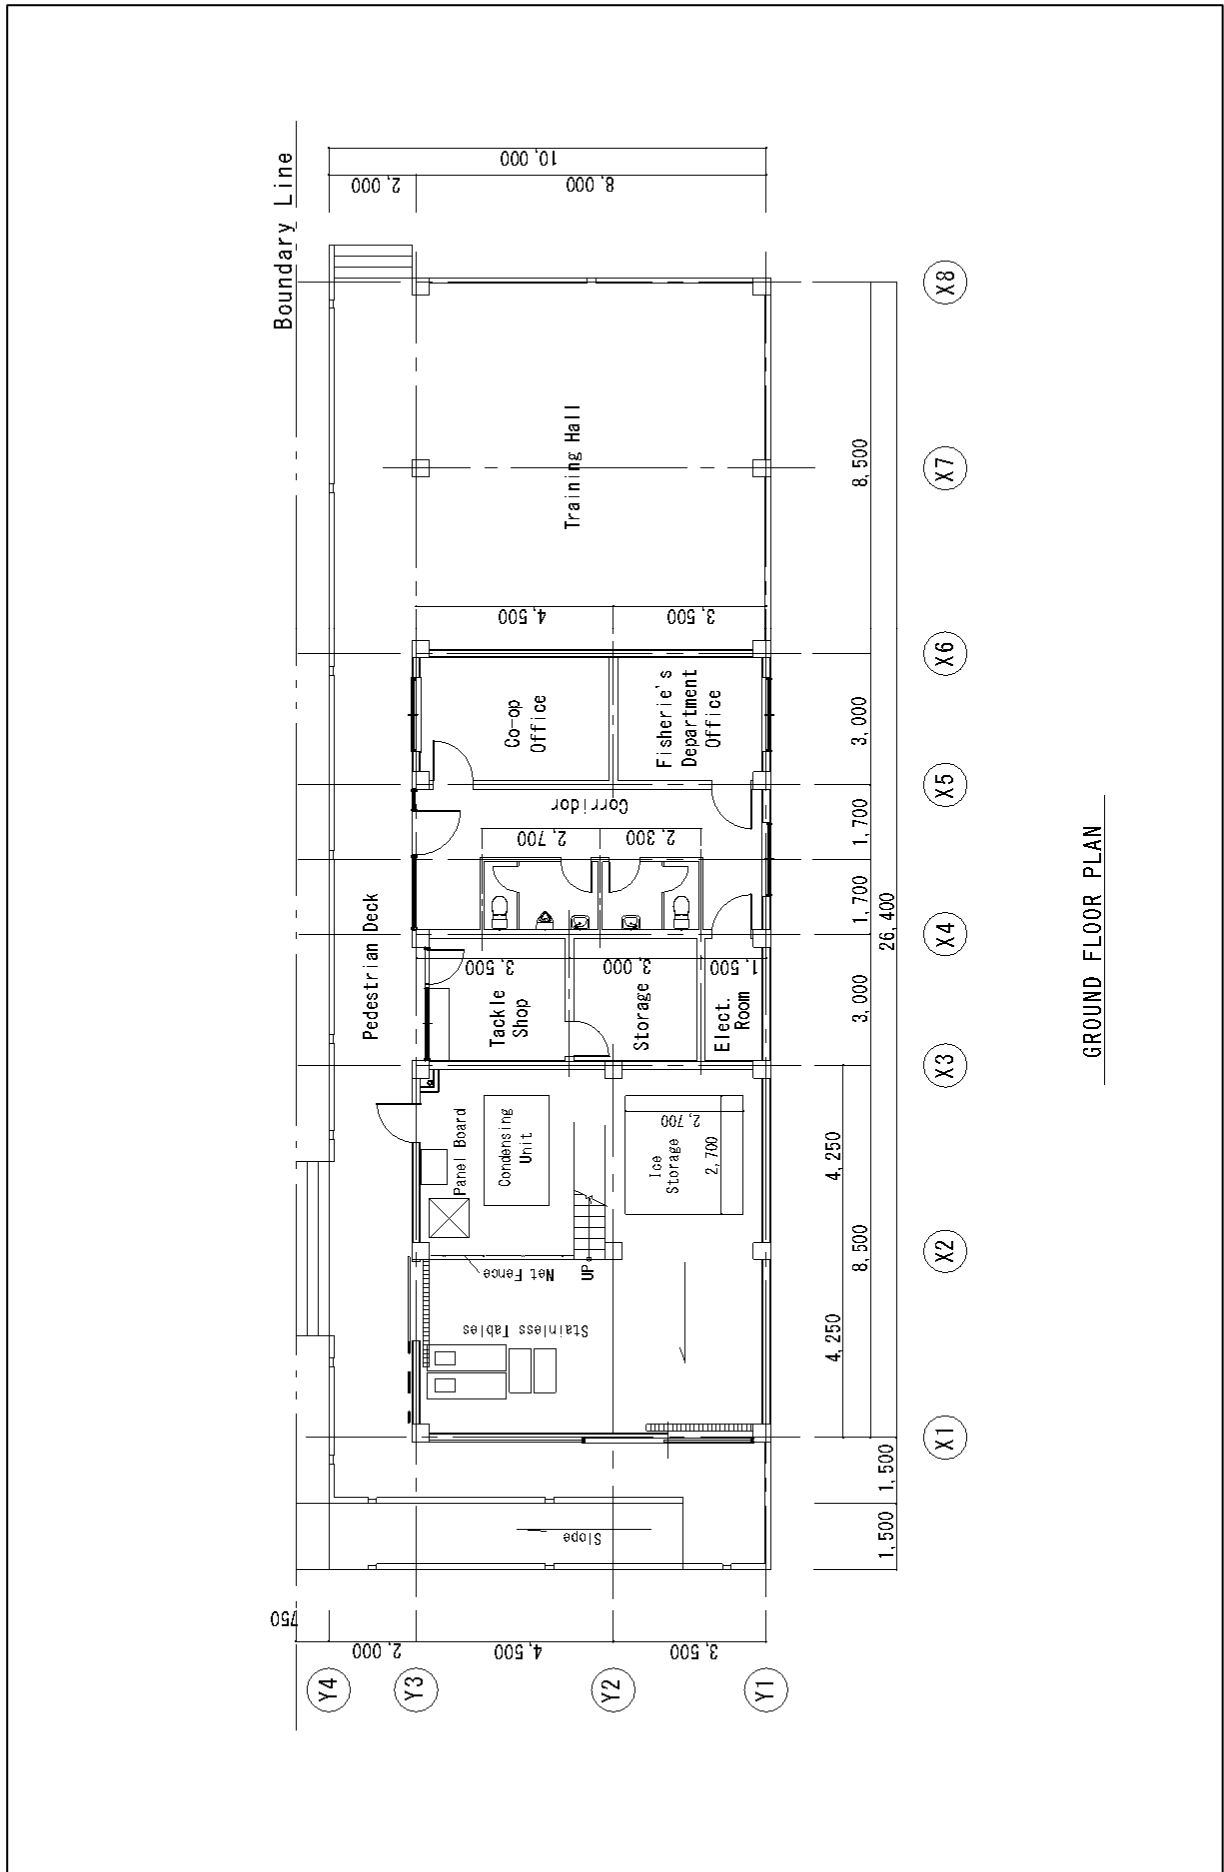 Boundary Line
10,000
2,000
8,000
X8
Training Hall
8,500
X7
4,500
3,500
X6
Co-op
Office
Fisherie's
Department
Office
3,000
X5
Corridor
2,700
2,300
1,700
1,700
26,400
X4
Pedestrian Deck
3,500
3,000
1,500
Tackle
Shop
Storage
Elect.
Room
3,000
X3
Panel Board
Condensing
Unit
Ice
Storage
2,700
2,700
4,250
8,500
X2
Net Fence
UP
Stainless Tables
4,250
X1
1,500
1,500
Slope
750
2,000
4,500
3,500
Y4
Y3
Y2
Y1
GROUND FLOOR PLAN